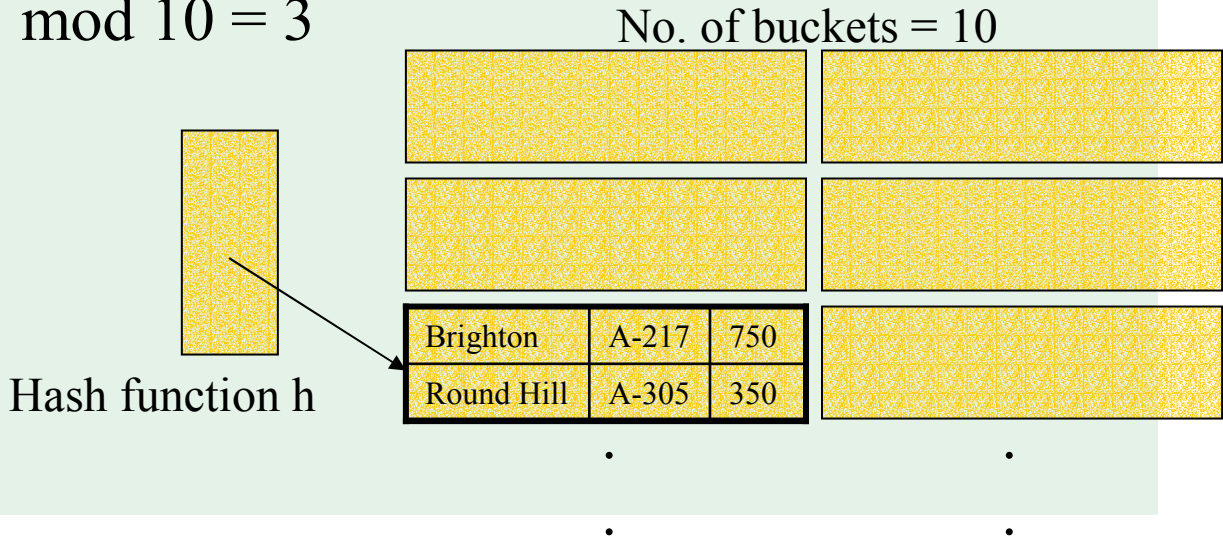 mod 10 = 3
No. of buckets = 10
Brighton A-217 750
Round Hill A-305 350
Hash function h
. .
. .